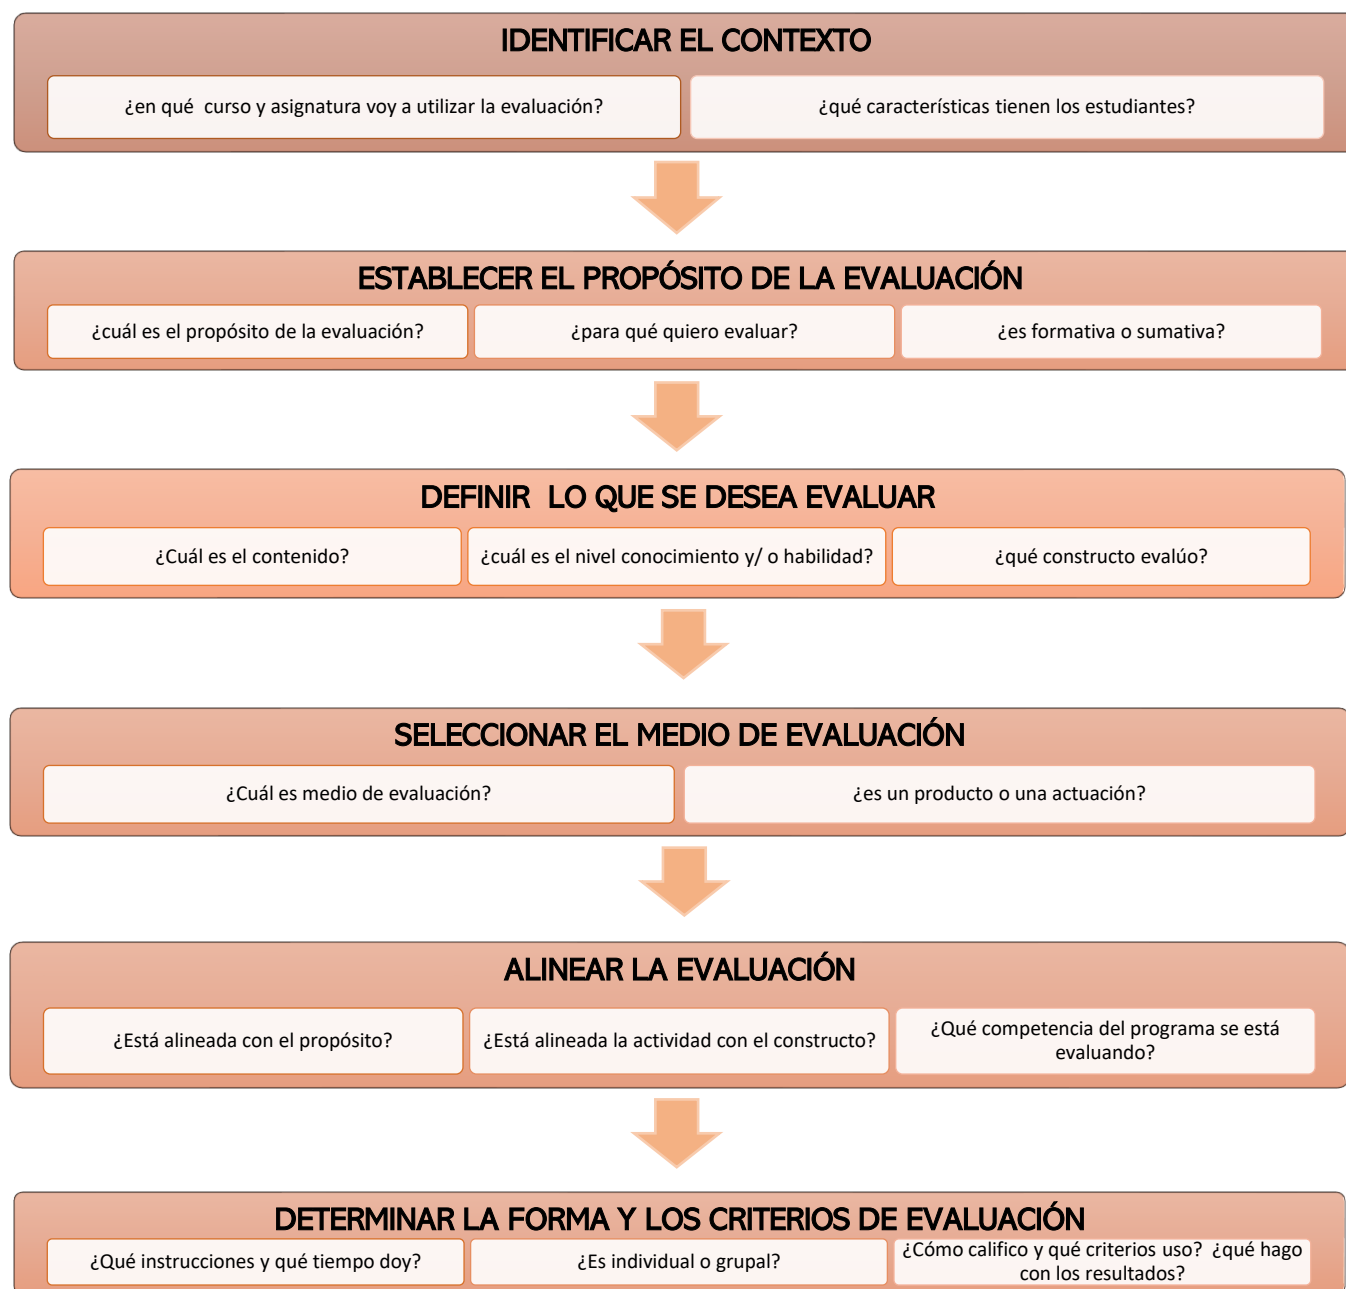 IDENTIFICAR EL CONTEXTO
¿en qué  curso y asignatura voy a utilizar la evaluación?
¿qué características tienen los estudiantes?
ESTABLECER EL PROPÓSITO DE LA EVALUACIÓN
¿cuál es el propósito de la evaluación?
¿para qué quiero evaluar?
¿es formativa o sumativa?
DEFINIR  LO QUE SE DESEA EVALUAR
¿Cuál es el contenido?
¿cuál es el nivel conocimiento y/ o habilidad?
¿qué constructo evalúo?
SELECCIONAR EL MEDIO DE EVALUACIÓN
¿Cuál es medio de evaluación?
¿es un producto o una actuación?
ALINEAR LA EVALUACIÓN
¿Está alineada con el propósito?
¿Está alineada la actividad con el constructo?
¿Qué competencia del programa se está
evaluando?
DETERMINAR LA FORMA Y LOS CRITERIOS DE EVALUACIÓN
¿Qué instrucciones y qué tiempo doy?
¿Es individual o grupal?
¿Cómo califico y qué criterios uso?  ¿qué hago
con los resultados?